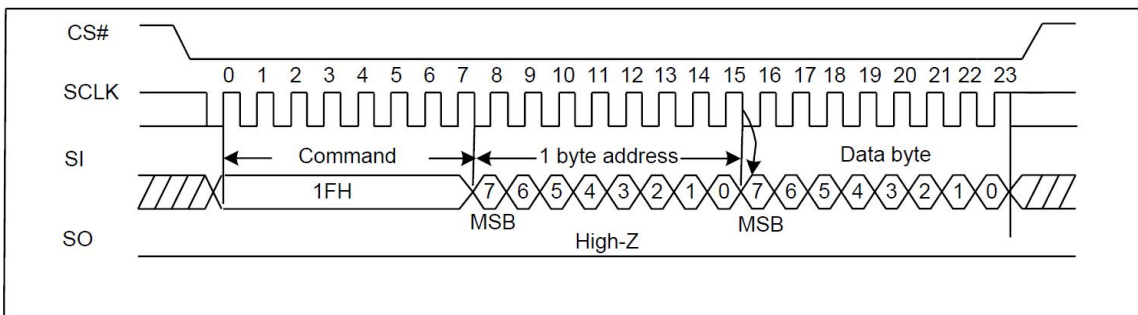 CS#
0 1 2 3 4 5 6 7 8 9 10 11 12 13 14 15 16 17 18 19 20 21 22 23
SCLK
SI Command 1 byte address Data byte
1FH 7 6 5 4 3 2 1 0 7 6 5 4 3 2 1 0
MSB MSB
SO High-Z